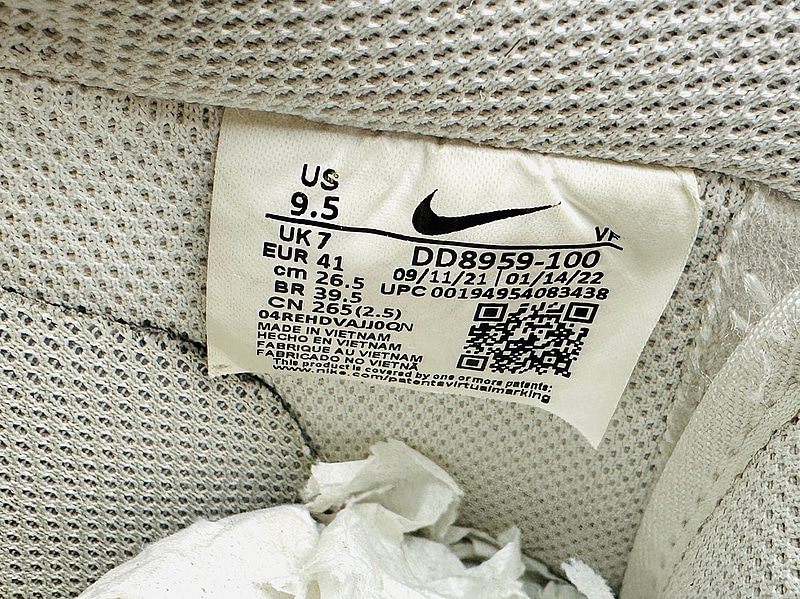 US
9.5
VF
UK 7
EUR 41
cm 26.5
BR 39.5
CN 265(2.5)
DD8959-100
09/11/21 | 01/14/22
UPC 00194954083438
04REHDVAJJ0QN
MADE IN VIETNAM
HECHO EN VIETNAM
FABRIQUE AU VIETNAM
FABRICADO NO VIETNÃ
This product is covered by one or more patents;
www.nike.com/patentsvirtualmarking